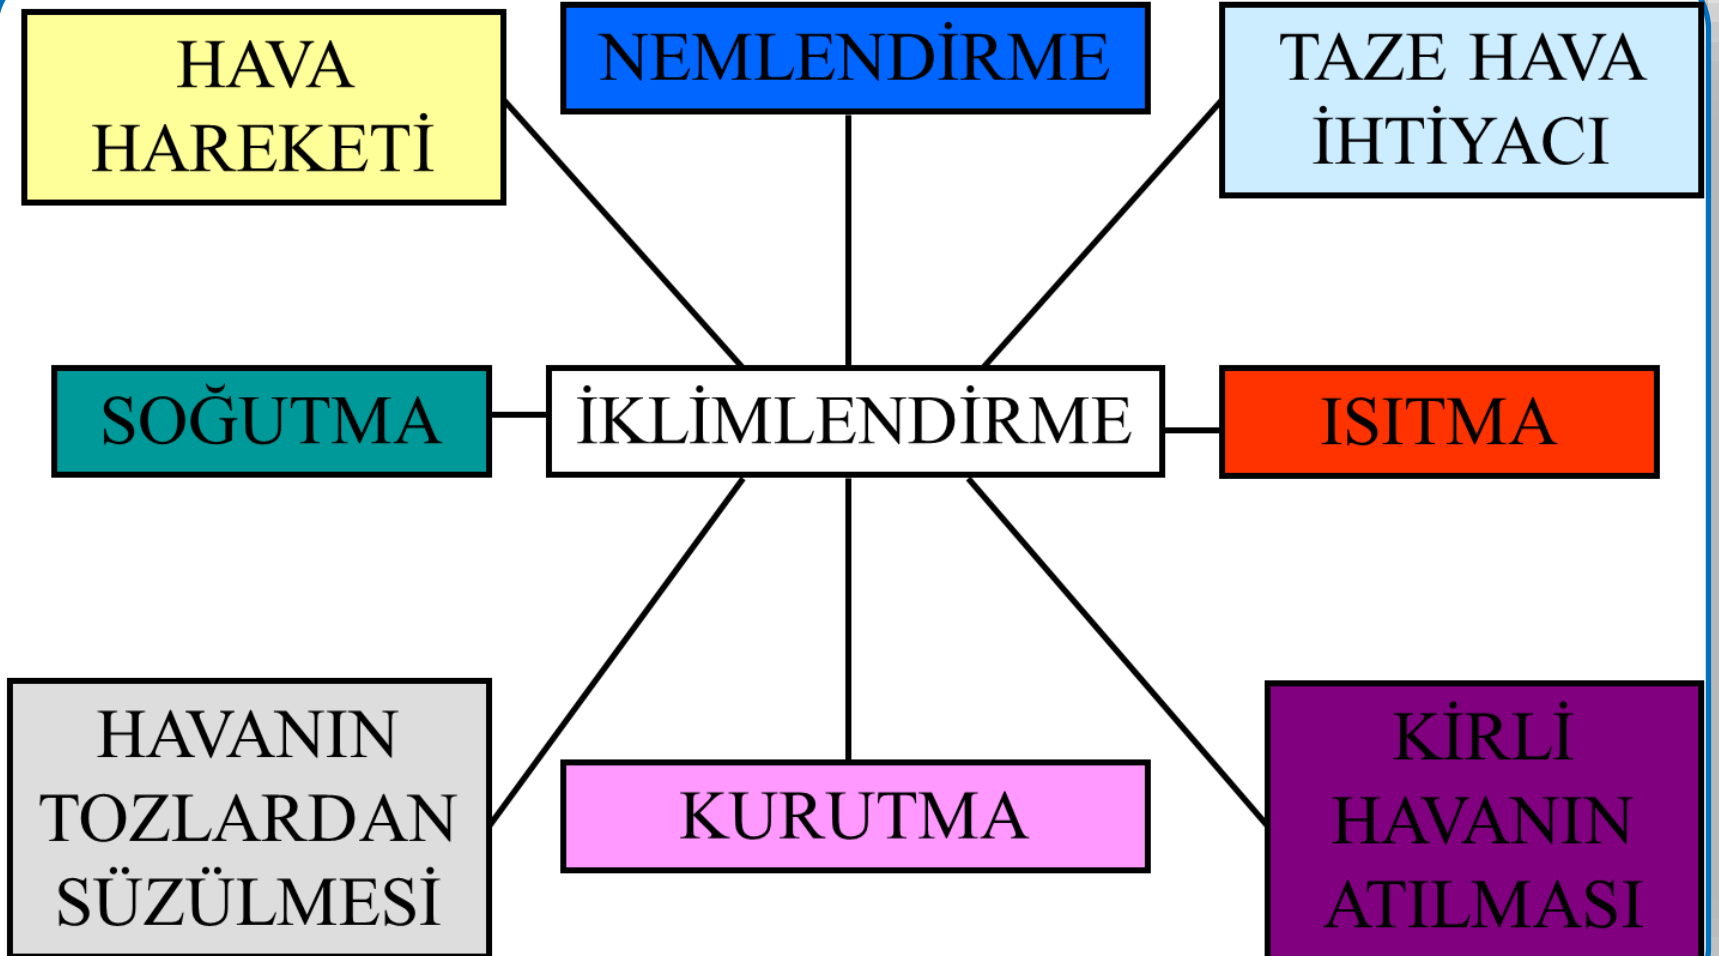 HAVA
HAREKETİ
NEMLENDİRME
TAZE HAVA
İHTİYACI
SOĞUTMA
İKLİMLENDİRME
ISITMA
HAVANIN
TOZLARDAN
SÜZÜLMESİ
KURUTMA
KİRLİ
HAVANIN
ATILMASI